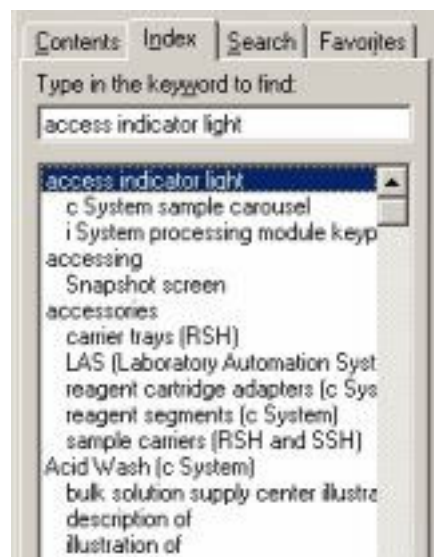 Contents Index Search Favorites
Type in the keyword to find:
access indicator light
access indicator light
c System sample carousel
i System processing module keyp
accessing
Snapshot screen
accessories
carrier trays (RSH)
LAS (Laboratory Automation Syst
reagent cartridge adapters (c Sys
reagent segments (c System)
sample carriers (RSH and SSH)
Acid Wash (c System)
bulk solution supply center illustra
description of
illustration of